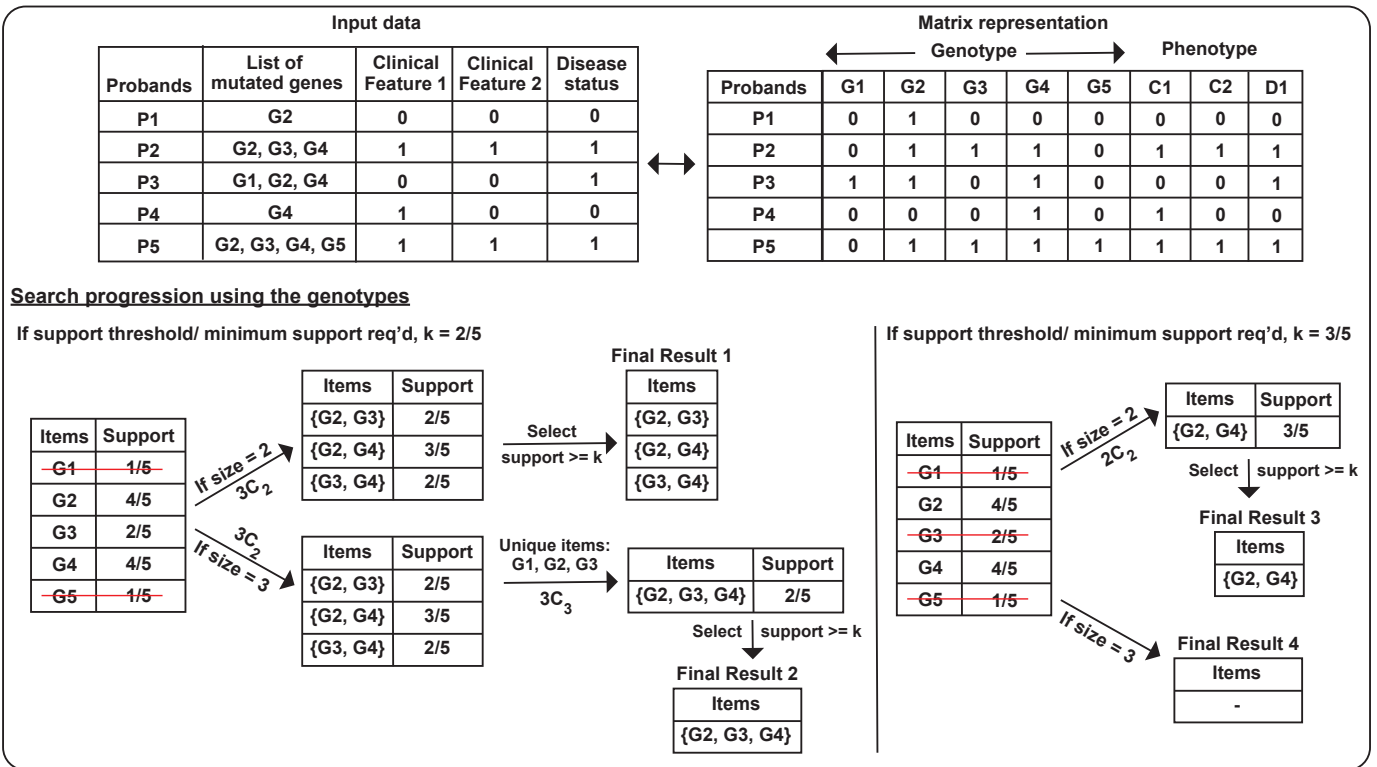 Input data
Probands List of mutated genes Clinical Feature 1 Clinical Feature 2 Disease status
P1 G2 0 0 0
P2 G2, G3, G4 1 1 1
P3 G1, G2, G4 0 0 1
P4 G4 1 0 0
P5 G2, G3, G4, G5 1 1 1
Matrix representation
Genotype Phenotype
Probands G1 G2 G3 G4 G5 C1 C2 D1
P1 0 1 0 0 0 0 0 0
P2 0 1 1 1 0 1 1 1
P3 1 1 0 1 0 0 0 1
P4 0 0 0 1 0 1 0 0
P5 0 1 1 1 1 1 1 1
Search progression using the genotypes
If support threshold/ minimum support req'd, k = 2/5
Items Support
G1 1/5
G2 4/5
G3 2/5
G4 4/5
G5 1/5
If size = 2
3C2
Items Support
{G2, G3} 2/5
{G2, G4} 3/5
{G3, G4} 2/5
Select
support >= k
Final Result 1
Items
{G2, G3}
{G2, G4}
{G3, G4}
3C2
If size = 3
Items Support
{G2, G3} 2/5
{G2, G4} 3/5
{G3, G4} 2/5
Unique items:
G1, G2, G3
3C3
Items Support
{G2, G3, G4} 2/5
Select support >= k
Final Result 2
Items
{G2, G3, G4}
If support threshold/ minimum support req'd, k = 3/5
Items Support
G1 1/5
G2 4/5
G3 2/5
G4 4/5
G5 1/5
If size = 2
2C2
Items Support
{G2, G4} 3/5
Select support >= k
Final Result 3
Items
{G2, G4}
If size = 3
Final Result 4
Items
-